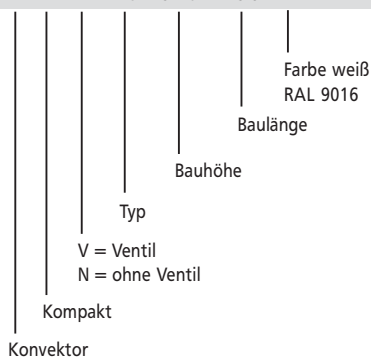 Farbe weiß
RAL 9016
Baulänge
Bauhöhe
Typ
V = Ventil
N = ohne Ventil
Kompakt
Konvektor